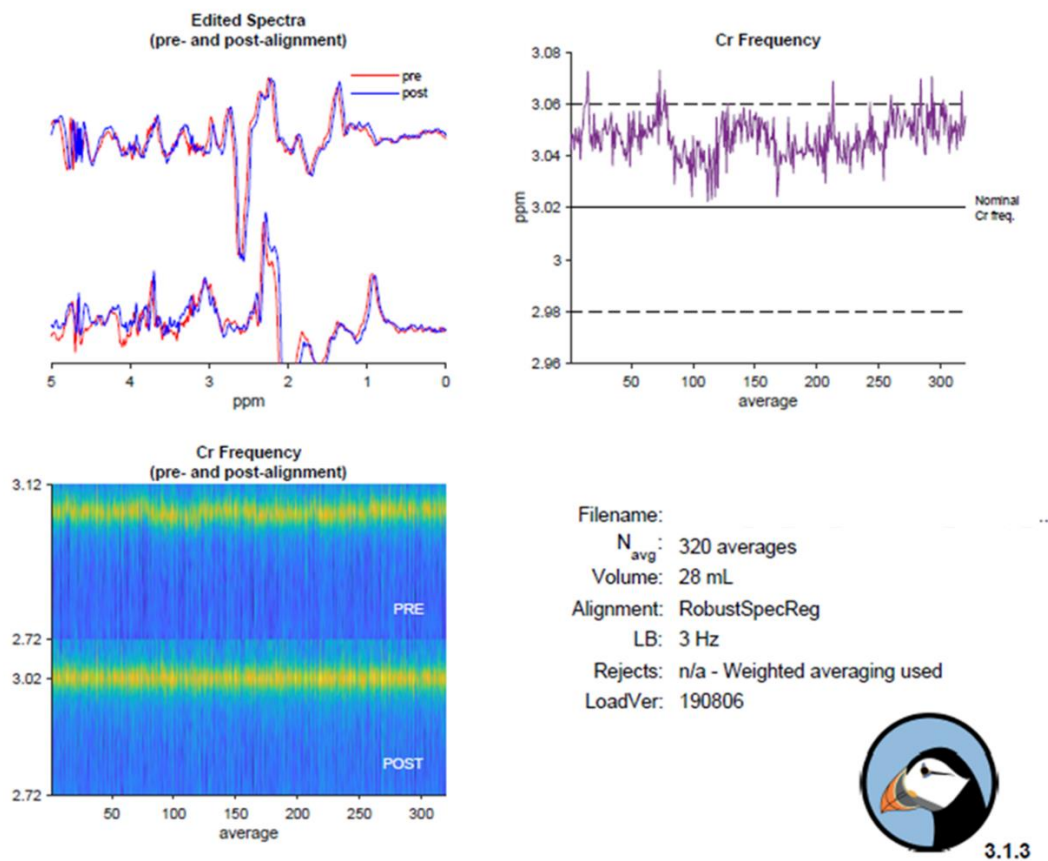 Edited Spectra
(pre- and post-alignment)
pre
post
5 4 3 2 1 0
ppm
Cr Frequency
3.08
3.06
3.04
3.02
3
2.98
2.96
ppm
Nominal
Cr freq.
50 100 150 200 250 300
average
Cr Frequency
(pre- and post-alignment)
3.12
PRE
2.72
3.02
POST
2.72
50 100 150 200 250 300
average
Filename: ..
N avg : 320 averages
Volume: 28 mL
Alignment: RobustSpecReg
LB: 3 Hz
Rejects: n/a - Weighted averaging used
LoadVer: 190806
3.1.3